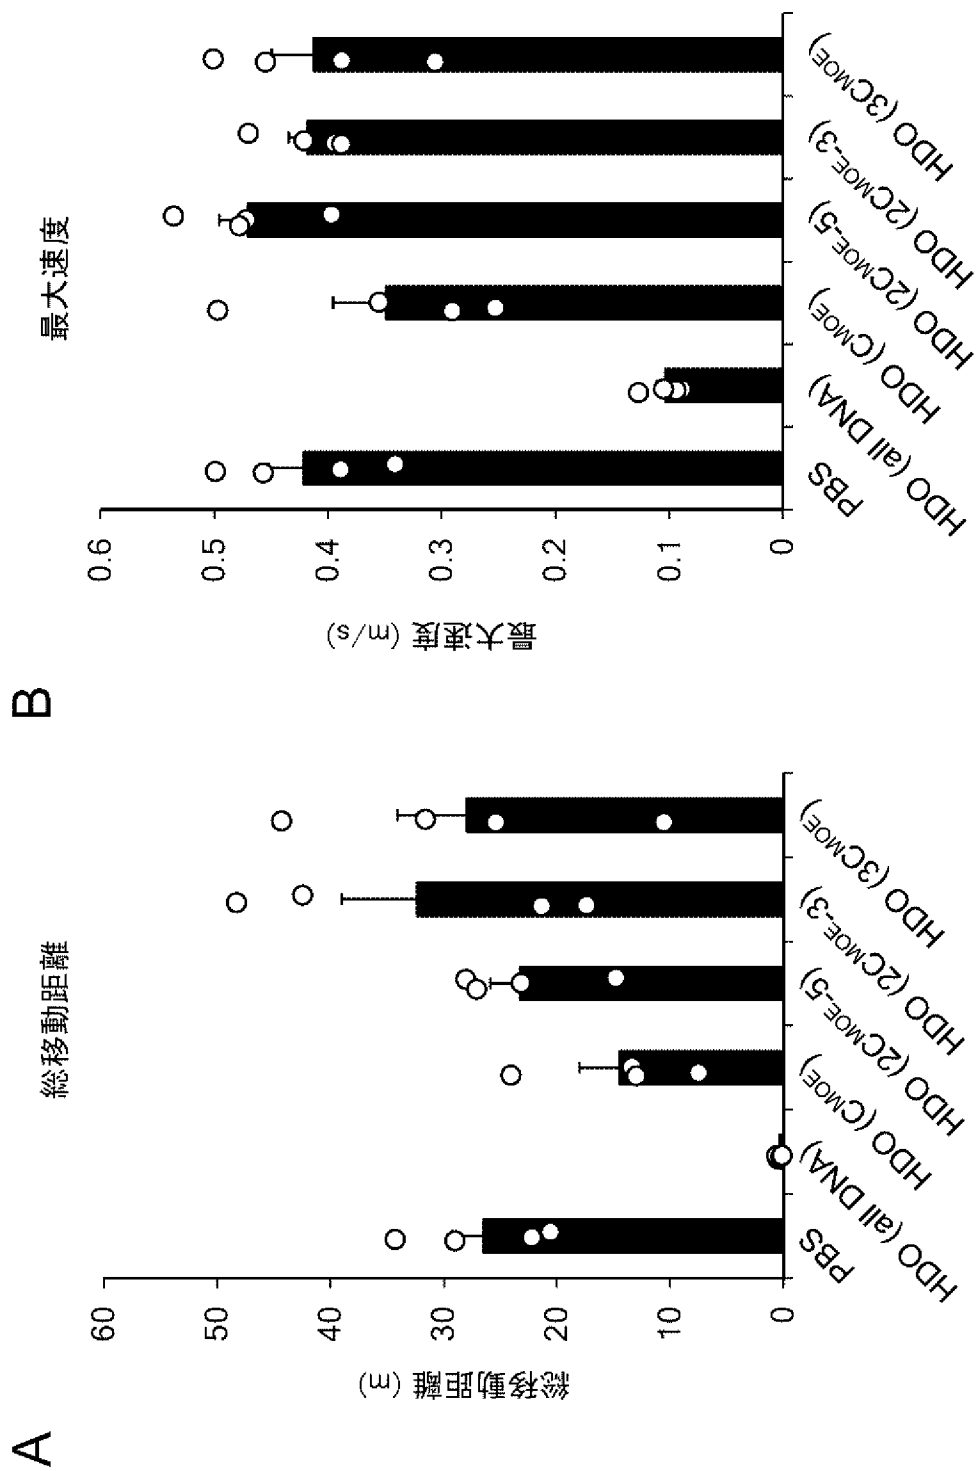 A
総移動距離
総移動距離 (m)
60
50
40
30
20
10
0
PBS
HDO (all DNA)
HDO (CMOE)
HDO (2CMOE-5)
HDO (2CMOE-3)
HDO (3CMOE)
B
最大速度
最大速度 (m/s)
0.6
0.5
0.4
0.3
0.2
0.1
0
PBS
HDO (all DNA)
HDO (CMOE)
HDO (2CMOE-5)
HDO (2CMOE-3)
HDO (3CMOE)